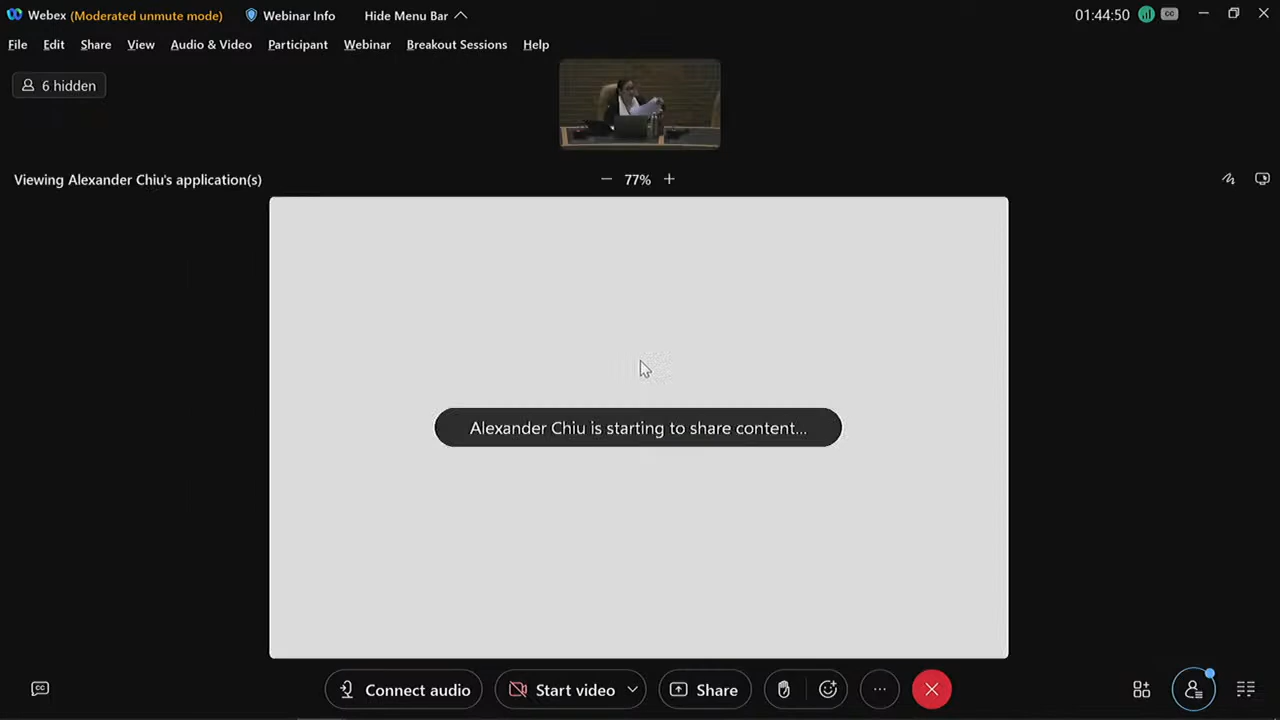 Webex (Moderated unmute mode) Webinar Info Hide Menu Bar 01:44:50 CC
File Edit Share View Audio & Video Participant Webinar Breakout Sessions Help
6 hidden
Viewing Alexander Chiu's application(s) 77%
Alexander Chiu is starting to share content...
CC Connect audio Start video Share